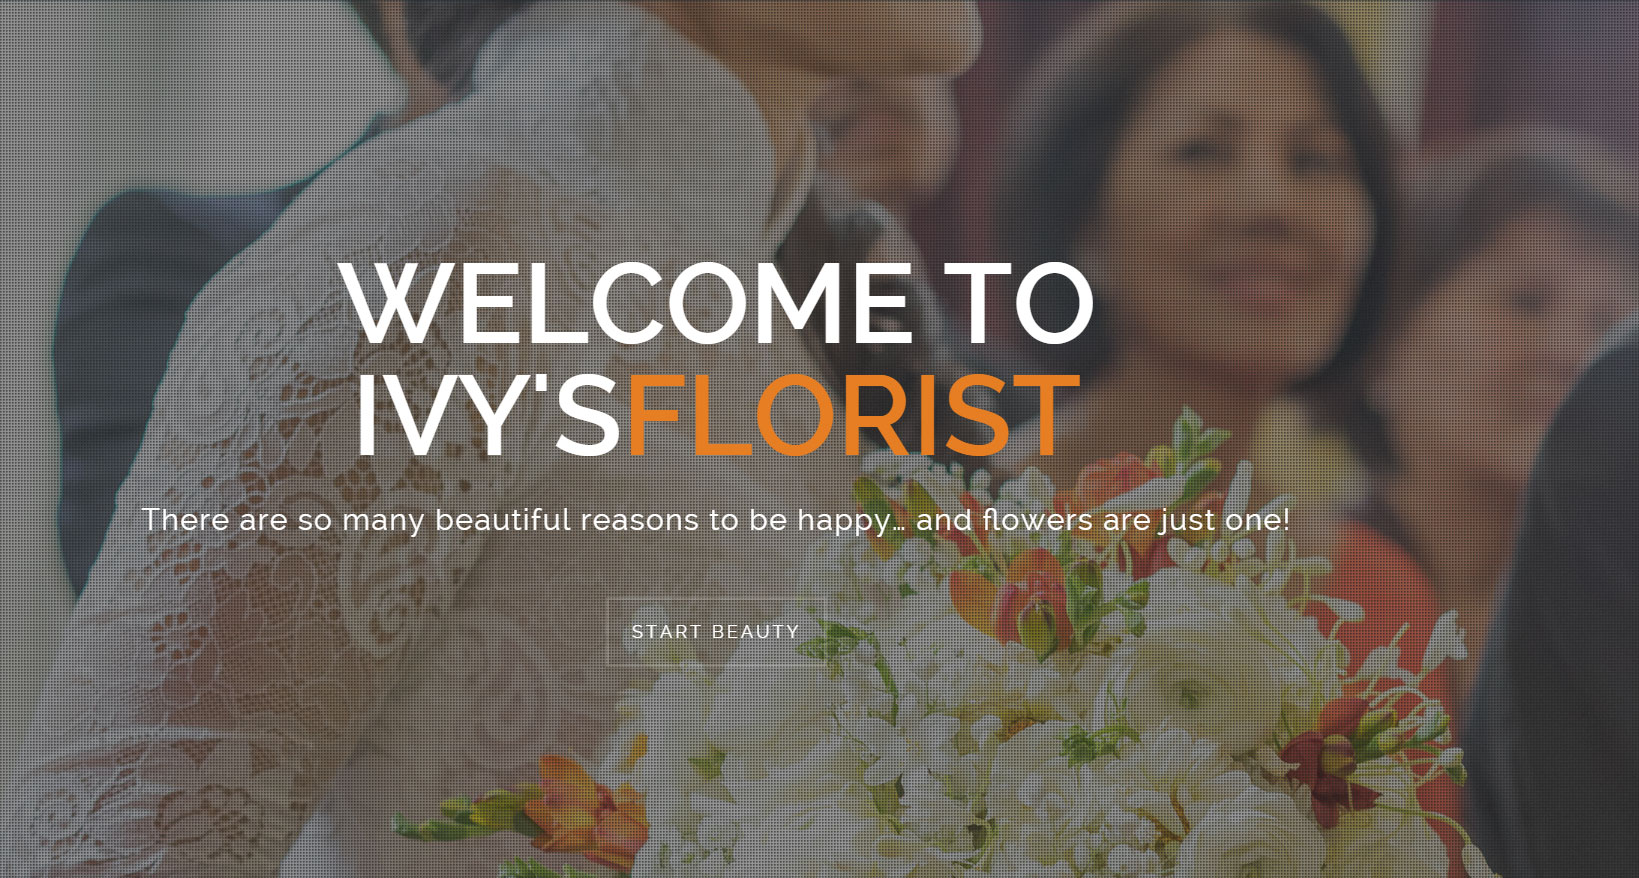 WELCOME TO
IVY'SFLORIST
There are so many beautiful reasons to be happy… and flowers are just one!
START BEAUTY